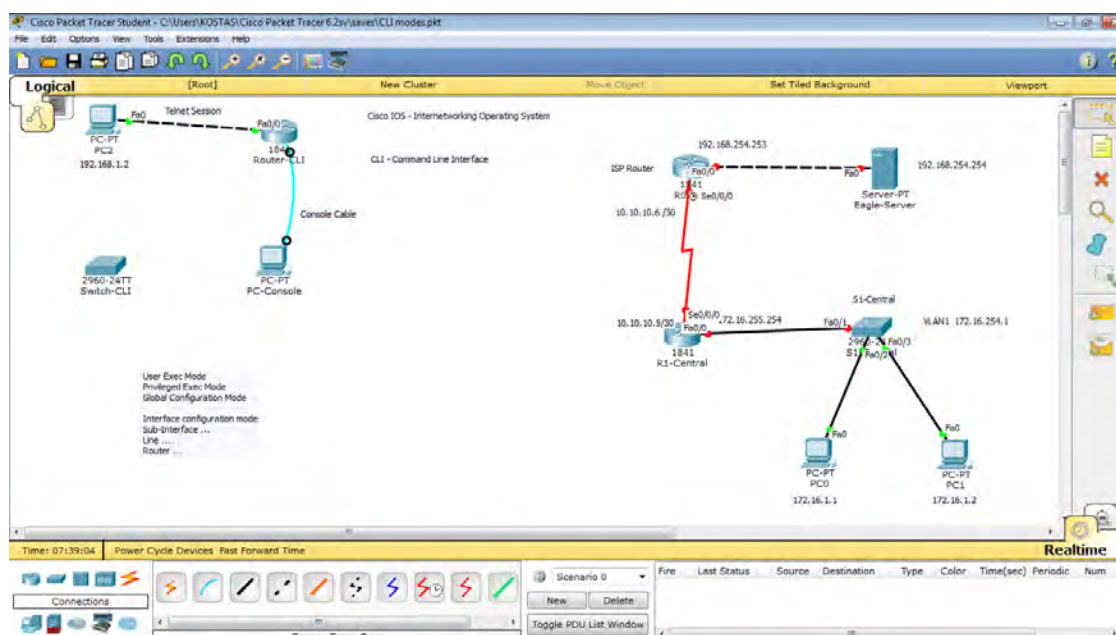 Cisco Packet Tracer Student - C:\Users\KOSTAS\Cisco Packet Tracer 6.2sv\saves\CLI modes.pkt
File Edit Options View Tools Extensions Help
Logical [Root] New Cluster Move Object Set Tiled Background Viewport
Fa0 Telnet Session Fa0/0
PC-PT
PC2
192.168.1.2
Router-CLI
Cisco IOS - Internetworking Operating System
CLI - Command Line Interface
Console Cable
2960-24TT
Switch-CLI
PC-PT
PC-Console
192.168.254.253
ISP Router Fa0/0 Fa0 192.168.254.254
1841
Se0/0/0
Server-PT
Eagle-Server
10.10.10.6 /30
S1-Central
10.10.10.5/30 Se0/0/0 .72.16.255.254 Fa0/1 VLAN1 172.16.254.1
Fa0/0
1841
R1-Central
Fa0/3
Fa0/2
User Exec Mode
Privileged Exec Mode
Global Configuration Mode
Interface configuration mode
Sub-Interface ...
Line ....
Router ...
Fa0 Fa0
PC-PT
PC0
172.16.1.1
PC-PT
PC1
172.16.1.2
Time: 07:39:04 Power Cycle Devices Fast Forward Time Realtime
Connections
Scenario 0
New Delete
Toggle PDU List Window
Fire Last Status Source Destination Type Color Time(sec) Periodic Num